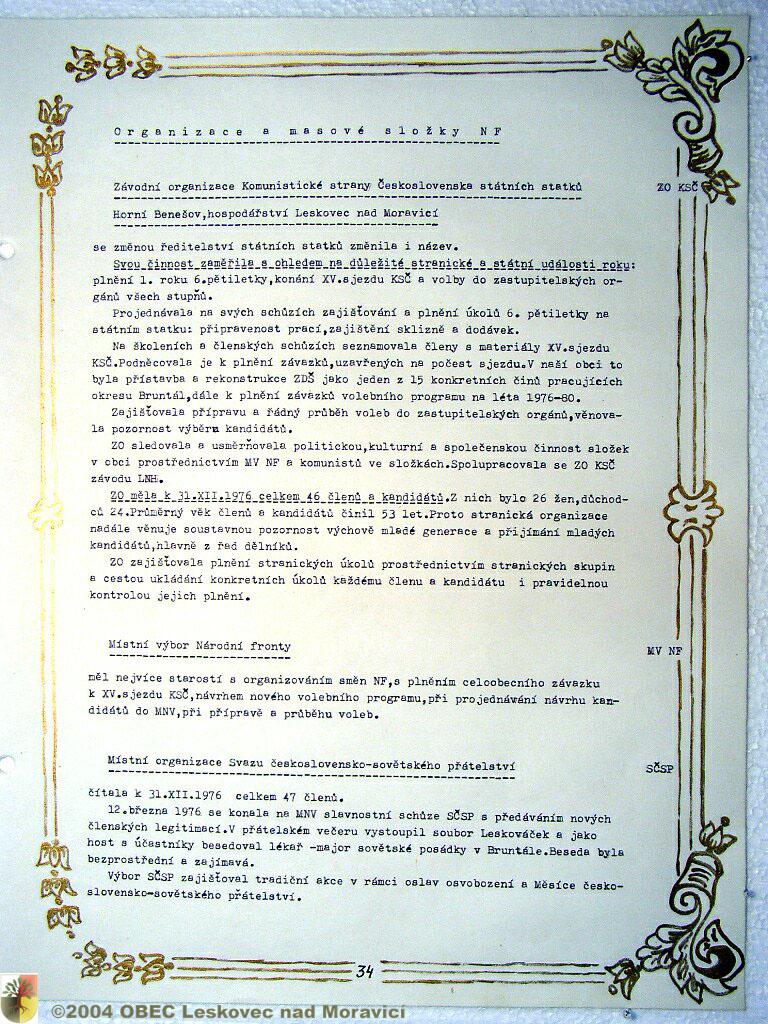 O r g a n i z a c e   a   m a s o v é   s l o ž k y   N F
Závodní organizace Komunistické strany Československa státních statků
ZO KSČ
Horní Benešov,hospodářství Leskovec nad Moravicí
se změnou ředitelství státních statků změnila i název.
Svou činnost zaměřila s ohledem na důležité stranické a státní události roku:
plnění 1. roku 6.pětiletky,konání XV.sjezdu KSČ a volby do zastupitelských or-
gánů všech stupňů.
Projednávala na svých schůzích zajišťování a plnění úkolů 6. pětiletky na
státním statku: připravenost prací,zajištění sklizně a dodávek.
Na školeních a členských schůzích seznamovala členy s materiály XV.sjezdu
KSČ.Podněcovala je k plnění závazků,uzavřených na počest sjezdu.V naší obci to
byla přístavba a rekonstrukce ZDŠ jako jeden z 15 konkretních činů pracujících
okresu Bruntál,dále k plnění závazků volebního programu na léta 1976-80.
Zajišťovala přípravu a řádný průběh voleb do zastupitelských orgánů,věnova-
la pozornost výběru kandidátů.
ZO sledovala a usměrňovala politickou,kulturní a společenskou činnost složek
v obci prostřednictvím MV NF a komunistů ve složkách.Spolupracovala se ZO KSČ
závodu LNH.
ZO měla k 31.XII.1976 celkem 46 členů a kandidátů.Z nich bylo 26 žen,důchod-
ců 24.Průměrný věk členů a kandidátů činil 53 let.Proto stranická organizace
nadále věnuje soustavnou pozornost výchově mladé generace a přijímání mladých
kandidátů,hlavně z řad dělníků.
ZO zajišťovala plnění stranických úkolů prostřednictvím stranických skupin
a cestou ukládání konkretních úkolů každému členu a kandidátu  i pravidelnou
kontrolou jejich plnění.
Místní výbor Národní fronty
MV NF
měl nejvíce starostí s organizováním směn NF,s plněním celoobecního závazku
k XV.sjezdu KSČ,návrhem nového volebního programu,při projednávání návrhu kan-
didátů do MNV,při přípravě a průběhu voleb.
Místní organizace Svazu československo-sovětského přátelství
SČSP
čítala k 31.XII.1976  celkem 47 členů.
12.března 1976 se konala na MNV slavnostní schůze SČSP s předáváním nových
členských legitimací.V přátelském večeru vystoupil soubor Leskováček a jako
host s účastníky besedoval lékař -major sovětské posádky v Bruntále.Beseda byla
bezprostřední a zajímavá.
Výbor SČSP zajišťoval tradiční akce v rámci oslav osvobození a Měsíce česko-
slovensko-sovětského přátelství.
34
©2004 OBEC Leskovec nad Moravicí